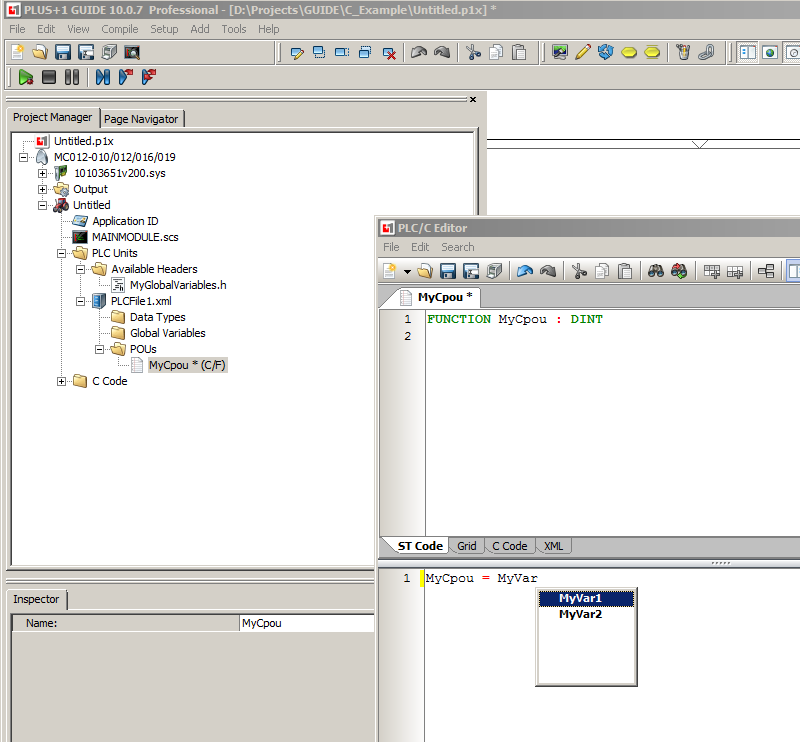 PLUS+1 GUIDE 10.0.7 Professional - [D:\Projects\GUIDE\C_Example\Untitled.p1x] *
File Edit View Compile Setup Add Tools Help
Project Manager Page Navigator
Untitled.p1x
MC012-010/012/016/019
10103651v200.sys
Output
Untitled
Application ID
MAINMODULE.scs
PLC Units
Available Headers
MyGlobalVariables.h
PLCFile1.xml
Data Types
Global Variables
POUs
MyCpou * (C/F)
C Code
Inspector
Name: MyCpou
PLC/C Editor
File Edit Search
MyCpou *
1 FUNCTION MyCpou : DINT
2
ST Code Grid C Code XML
1 MyCpou = MyVar
MyVar1
MyVar2